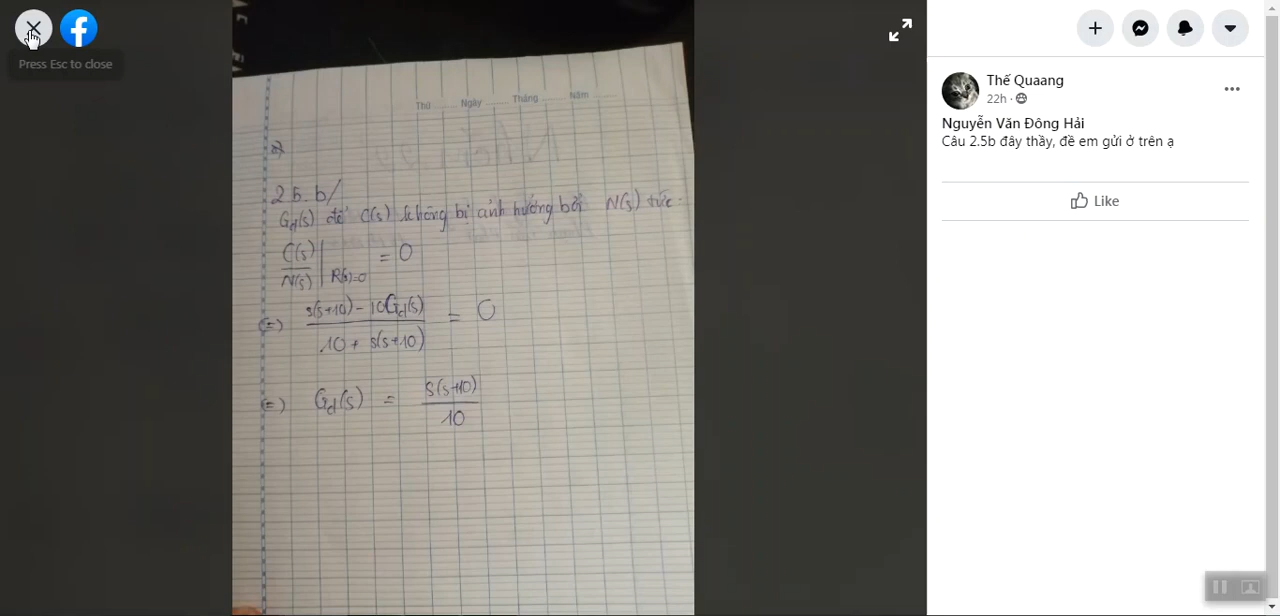 Press Esc to close
Thứ Ngày Tháng Năm
a)
2.5.b/
Gd(s) để C(s) không bị ảnh hưởng bởi N(s) tức:
C(s)/N(s) | R(s)=0 = 0
(=) s(s+10) - 10Gd(s) / 10 + s(s+10) = 0
(=) Gd(s) = s(s+10) / 10
Thế Quaang
22h ·
Nguyễn Văn Đông Hải
Câu 2.5b đây thầy, đề em gửi ở trên ạ
Like